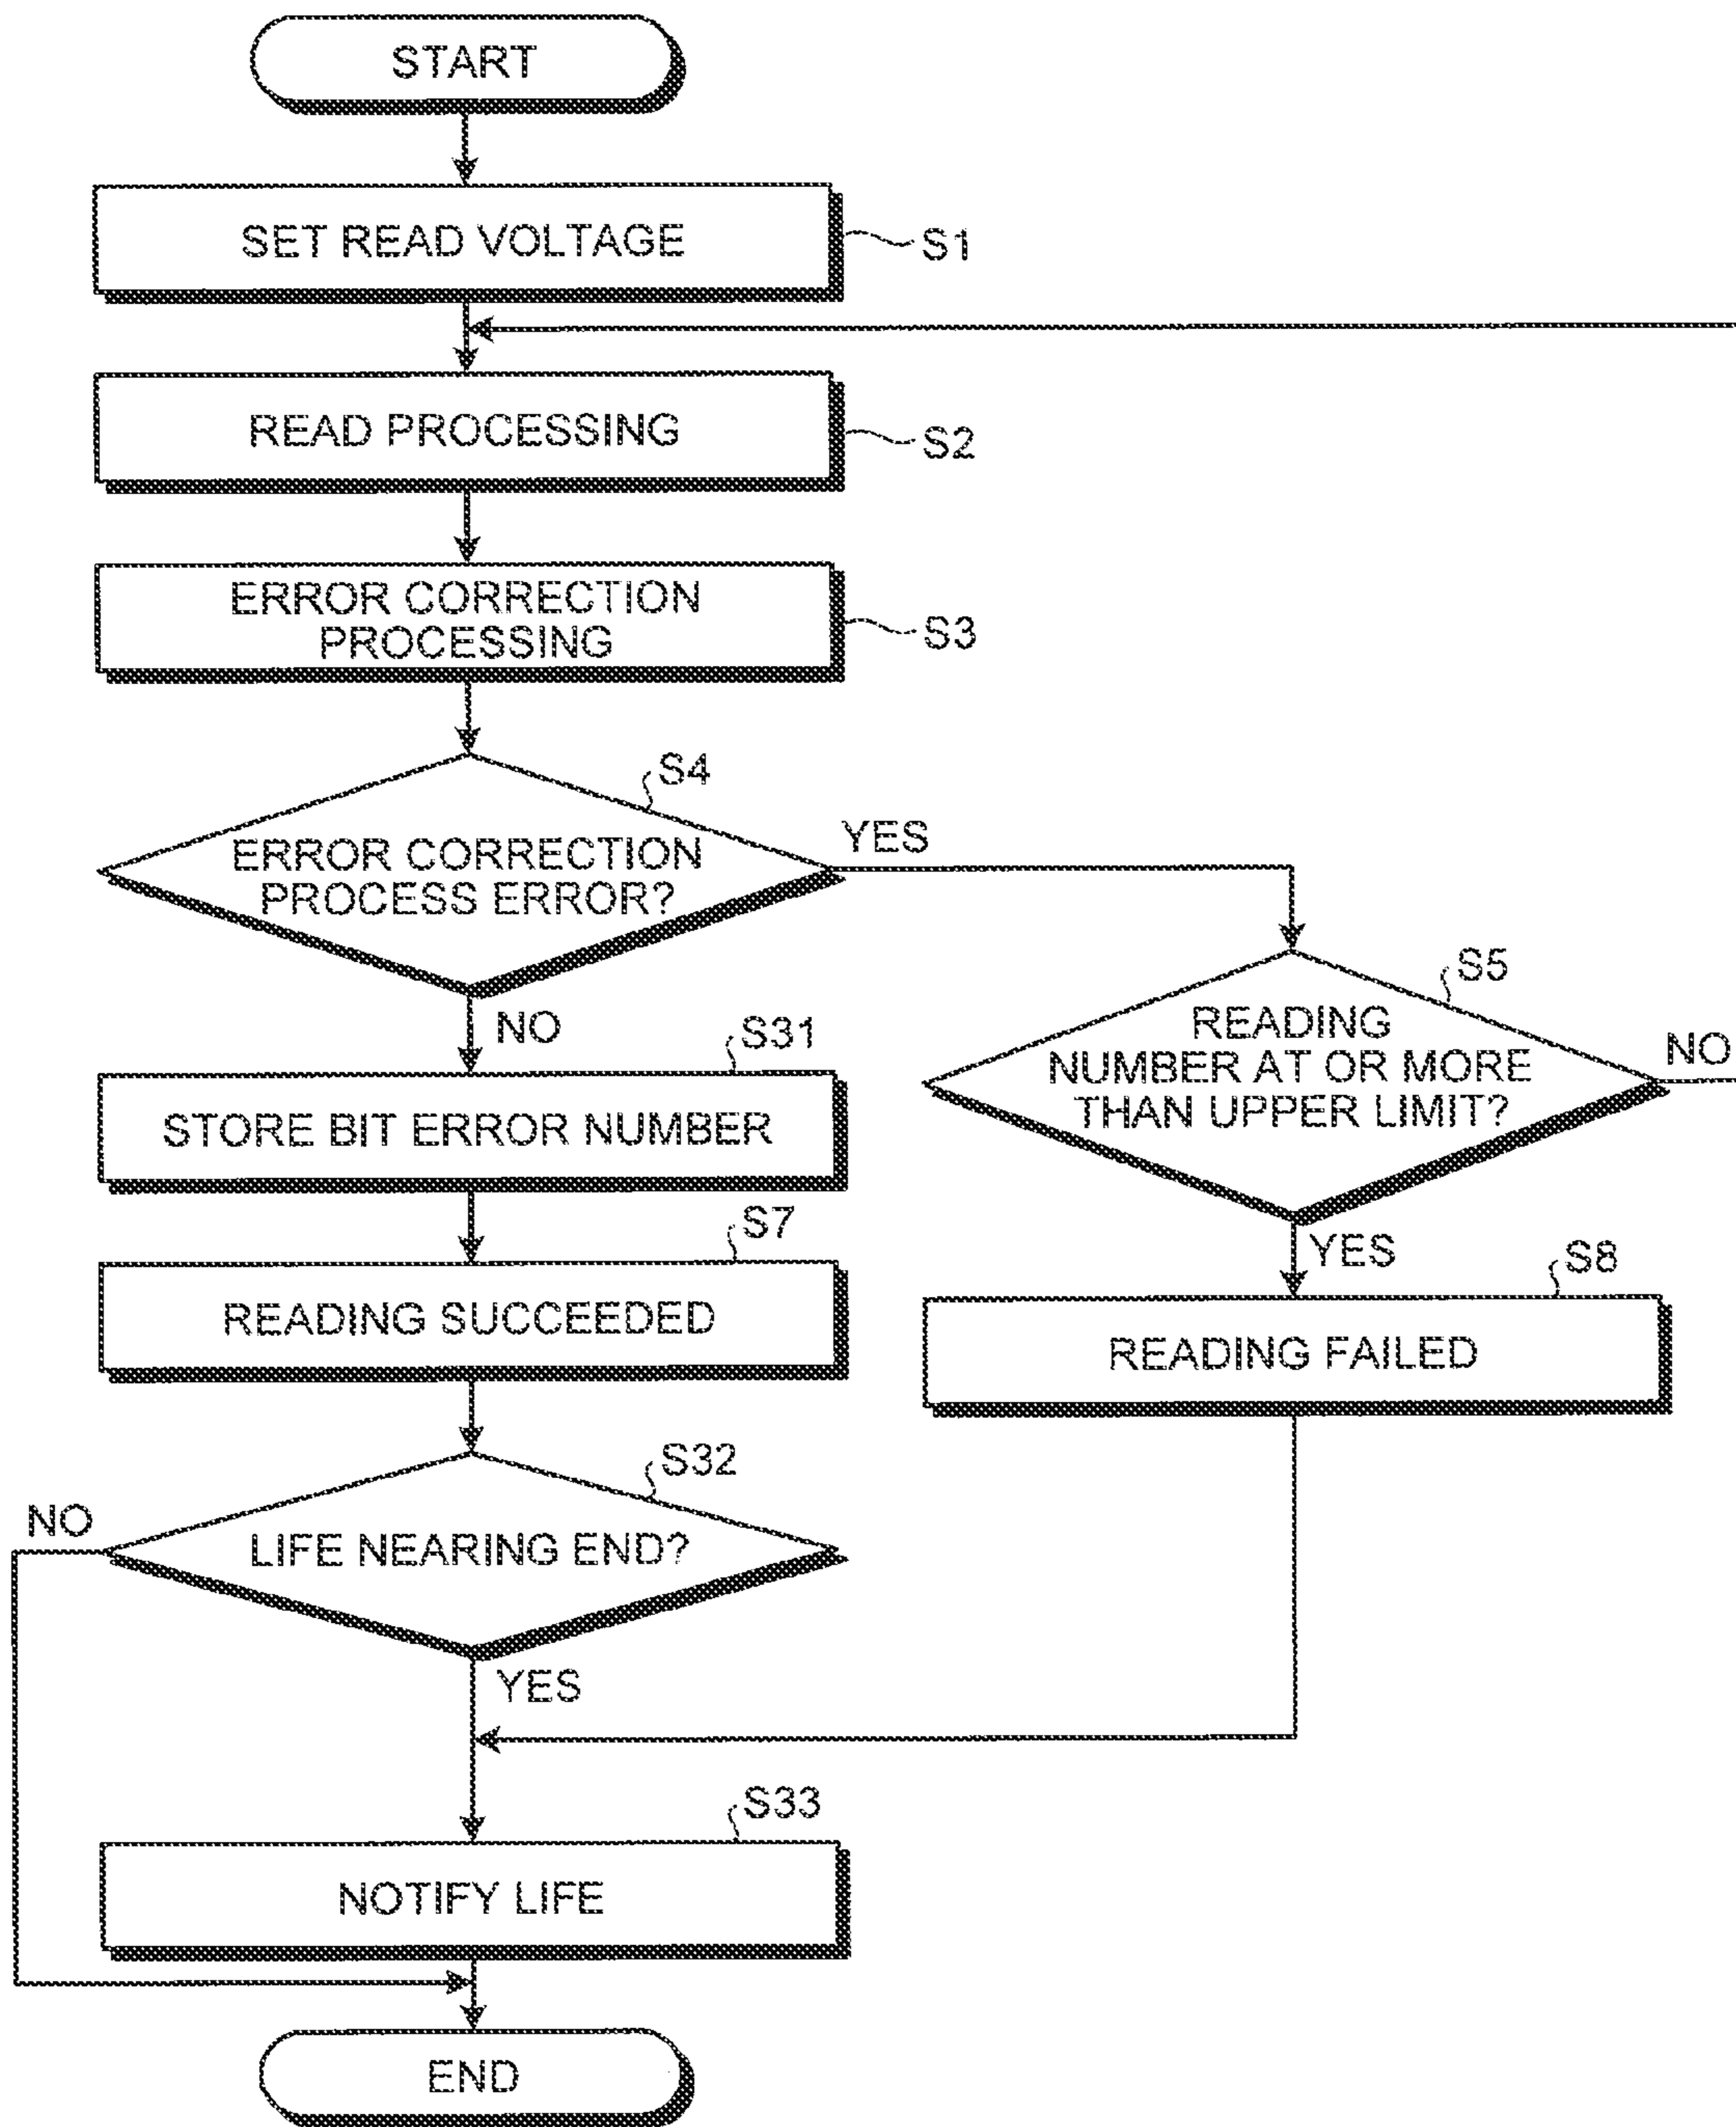 START
SET READ VOLTAGE
S1
READ PROCESSING
S2
ERROR CORRECTION
PROCESSING
S3
S4
ERROR CORRECTION
PROCESS ERROR?
YES
NO
S5
READING
NUMBER AT OR MORE
THAN UPPER LIMIT?
NO
YES
S31
STORE BIT ERROR NUMBER
S7
READING SUCCEEDED
S8
READING FAILED
S32
LIFE NEARING END?
NO
YES
S33
NOTIFY LIFE
END